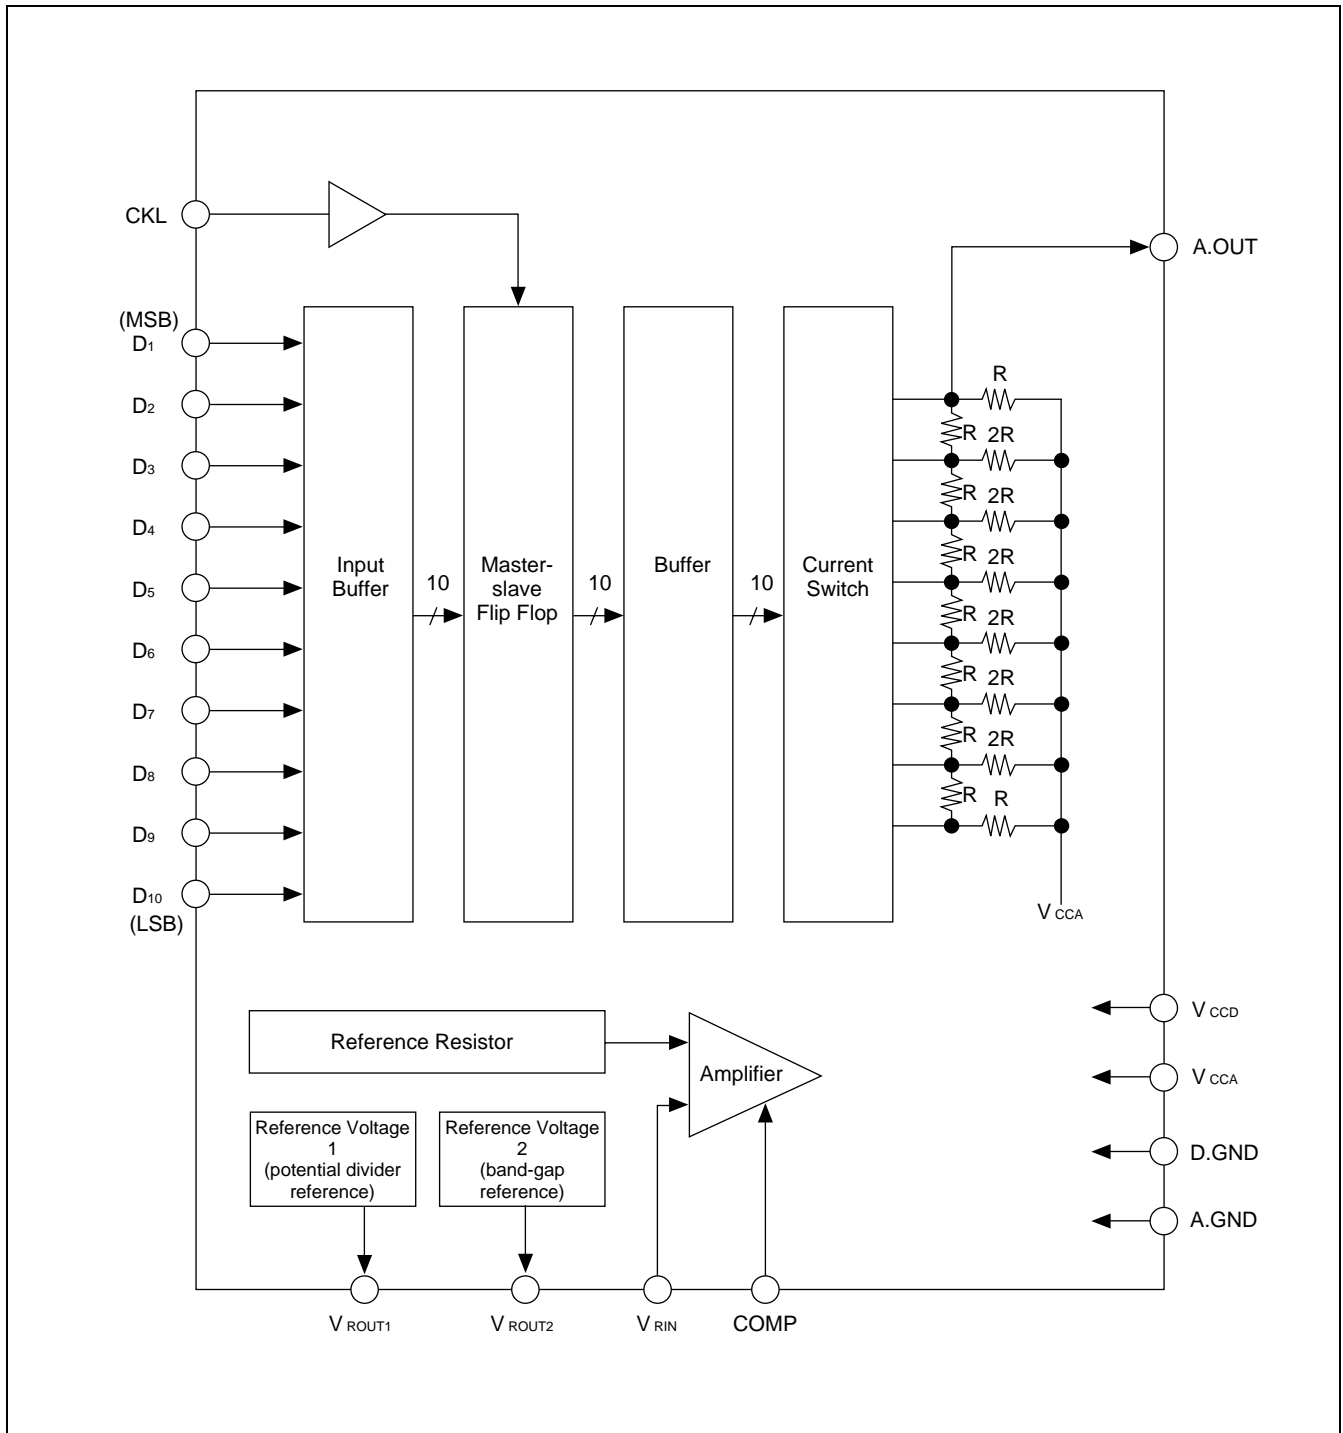 CKL
A.OUT
(MSB)
D1
D2
D3
D4
D5
D6
D7
D8
D9
D10
(LSB)
Input
Buffer
10
Master-
slave
Flip Flop
10
Buffer
10
Current
Switch
R
R 2R
R 2R
R 2R
R 2R
R 2R
R 2R
R R
V CCA
V CCD
V CCA
D.GND
A.GND
Reference Resistor
Amplifier
Reference Voltage
1
(potential divider
reference)
Reference Voltage
2
(band-gap
reference)
V ROUT1
V ROUT2
V RIN
COMP